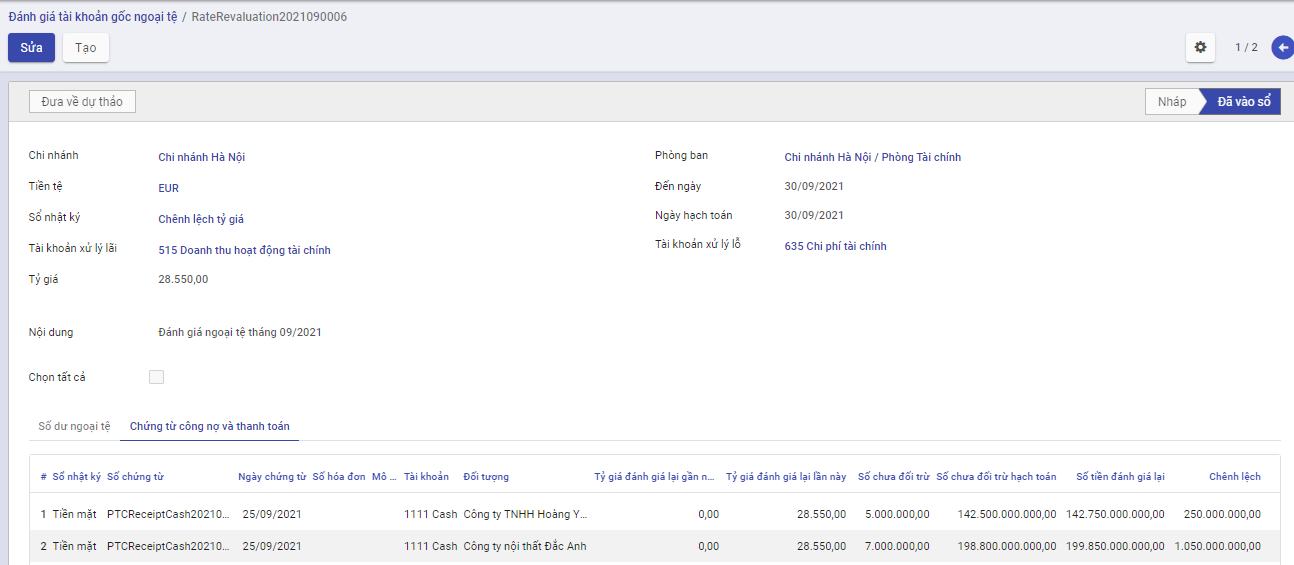 Đánh giá tài khoản gốc ngoại tệ / RateRevaluation2021090006
Sửa Tạo 1 / 2
Đưa về dự thảo Nháp Đã vào sổ
Chi nhánh Chi nhánh Hà Nội Phòng ban Chi nhánh Hà Nội / Phòng Tài chính
Tiền tệ EUR Đến ngày 30/09/2021
Sổ nhật ký Chênh lệch tỷ giá Ngày hạch toán 30/09/2021
Tài khoản xử lý lãi 515 Doanh thu hoạt động tài chính Tài khoản xử lý lỗ 635 Chi phí tài chính
Tỷ giá 28.550,00
Nội dung Đánh giá ngoại tệ tháng 09/2021
Chọn tất cả
Số dư ngoại tệ Chứng từ công nợ và thanh toán
# Sổ nhật ký Số chứng từ Ngày chứng từ Số hóa đơn Mô ... Tài khoản Đối tượng Tỷ giá đánh giá lại gần n... Tỷ giá đánh giá lại lần này Số chưa đối trừ Số chưa đối trừ hạch toán Số tiền đánh giá lại Chênh lệch
1 Tiền mặt PTCReceiptCash20210... 25/09/2021 1111 Cash Công ty TNHH Hoàng Y... 0,00 28.550,00 5.000.000,00 142.500.000.000,00 142.750.000.000,00 250.000.000,00
2 Tiền mặt PTCReceiptCash20210... 25/09/2021 1111 Cash Công ty nội thất Đắc Anh 0,00 28.550,00 7.000.000,00 198.800.000.000,00 199.850.000.000,00 1.050.000.000,00